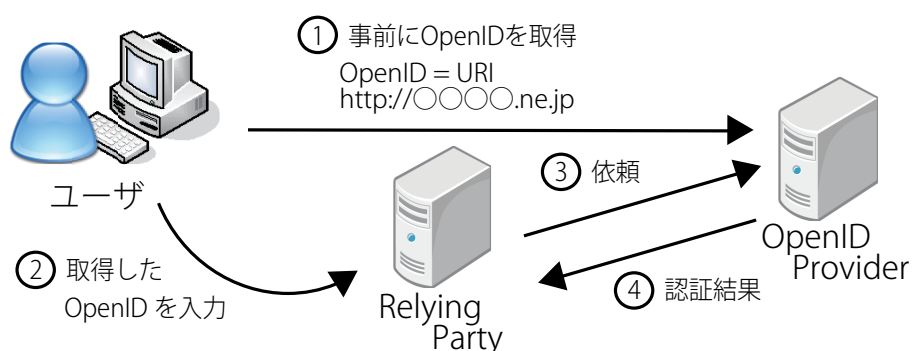 ① 事前にOpenIDを取得
OpenID = URI
http://○○○○.ne.jp
ユーザ
② 取得した
OpenID を入力
③ 依頼
④ 認証結果
Relying
Party
OpenID
Provider